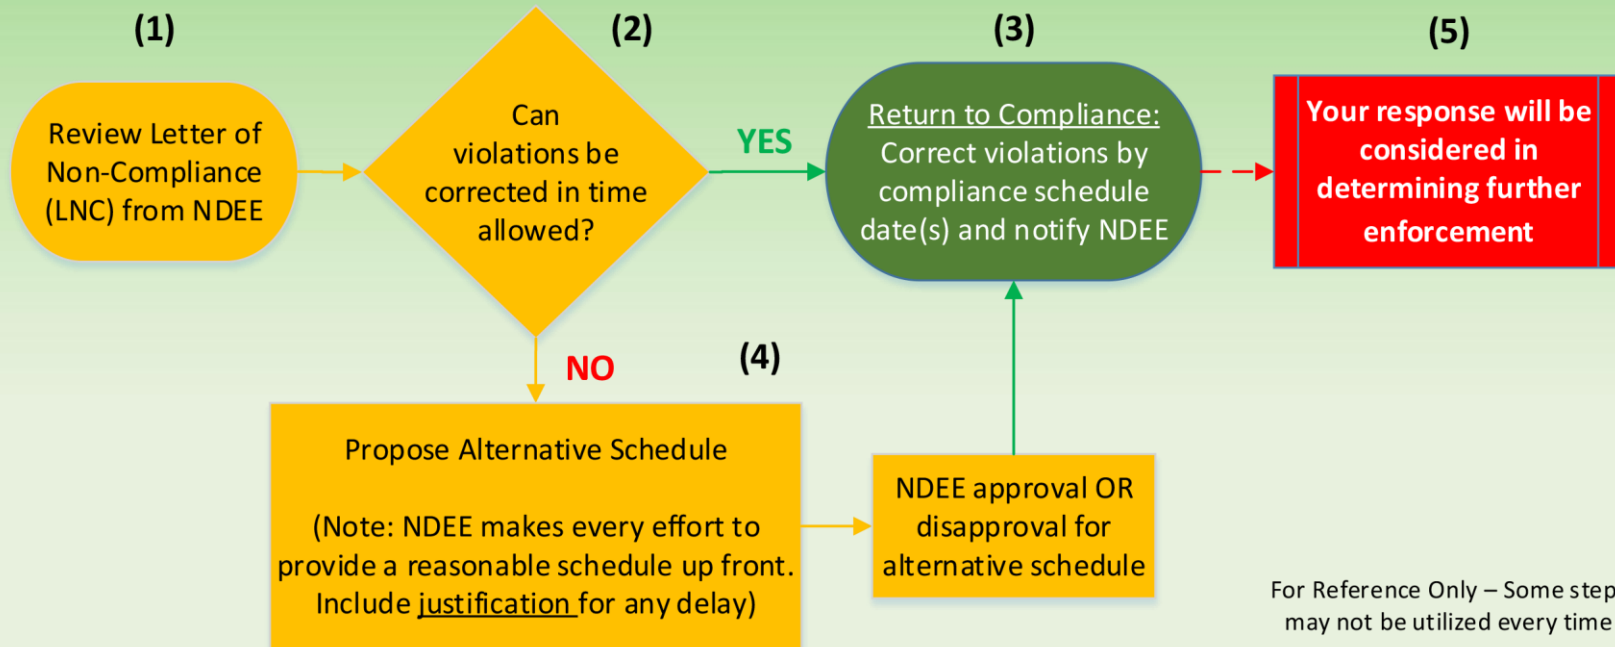 (1)
Review Letter of
Non-Compliance
(LNC) from NDEE
(2)
Can
violations be
corrected in time
allowed?
YES
(3)
Return to Compliance:
Correct violations by
compliance schedule
date(s) and notify NDEE
(5)
Your response will be
considered in
determining further
enforcement
NO
(4)
Propose Alternative Schedule
(Note: NDEE makes every effort to
provide a reasonable schedule up front.
Include justification for any delay)
NDEE approval OR
disapproval for
alternative schedule
For Reference Only – Some step
may not be utilized every time